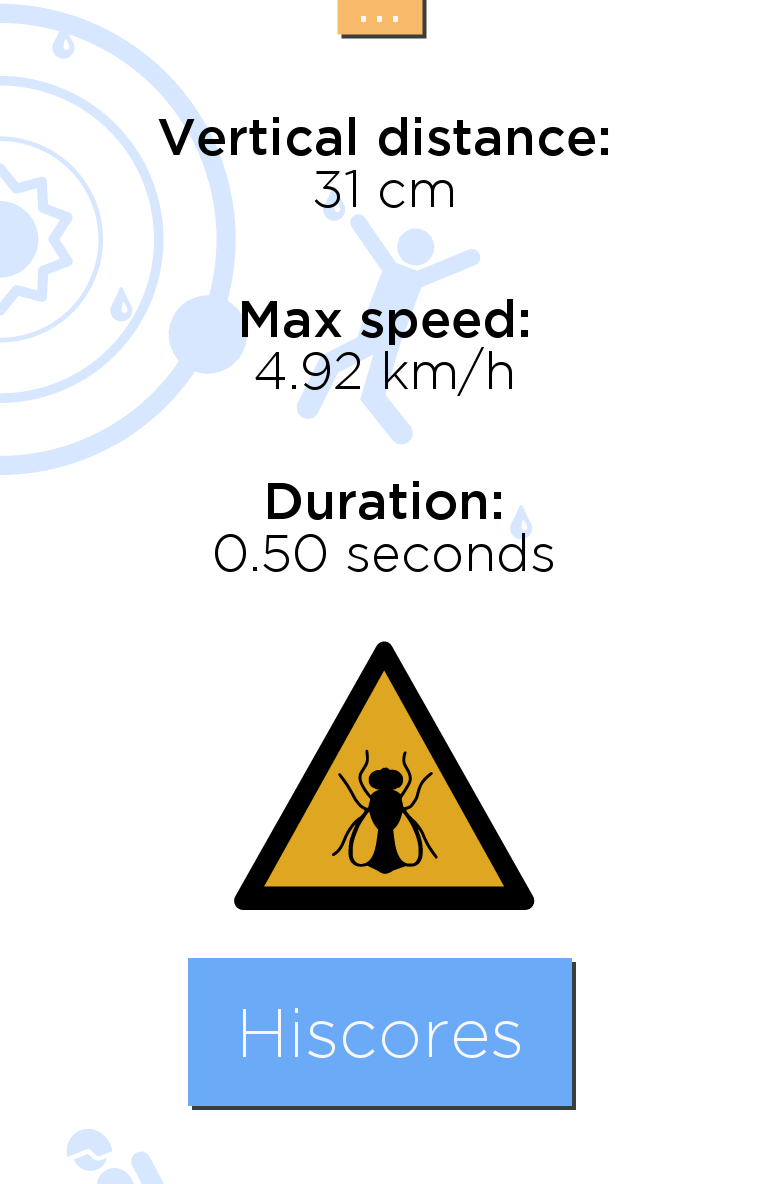 ...
Vertical distance:
31 cm
Max speed:
4.92 km/h
Duration:
0.50 seconds
Hiscores